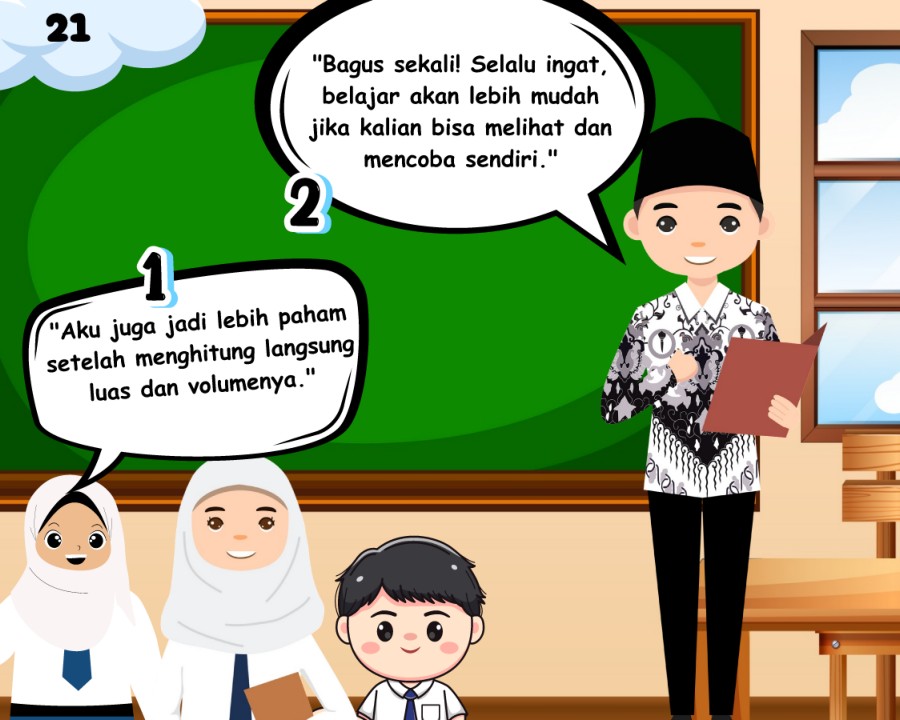 21
1
"Aku juga jadi lebih paham
setelah menghitung langsung
luas dan volumenya."
2
"Bagus sekali! Selalu ingat,
belajar akan lebih mudah
jika kalian bisa melihat dan
mencoba sendiri."